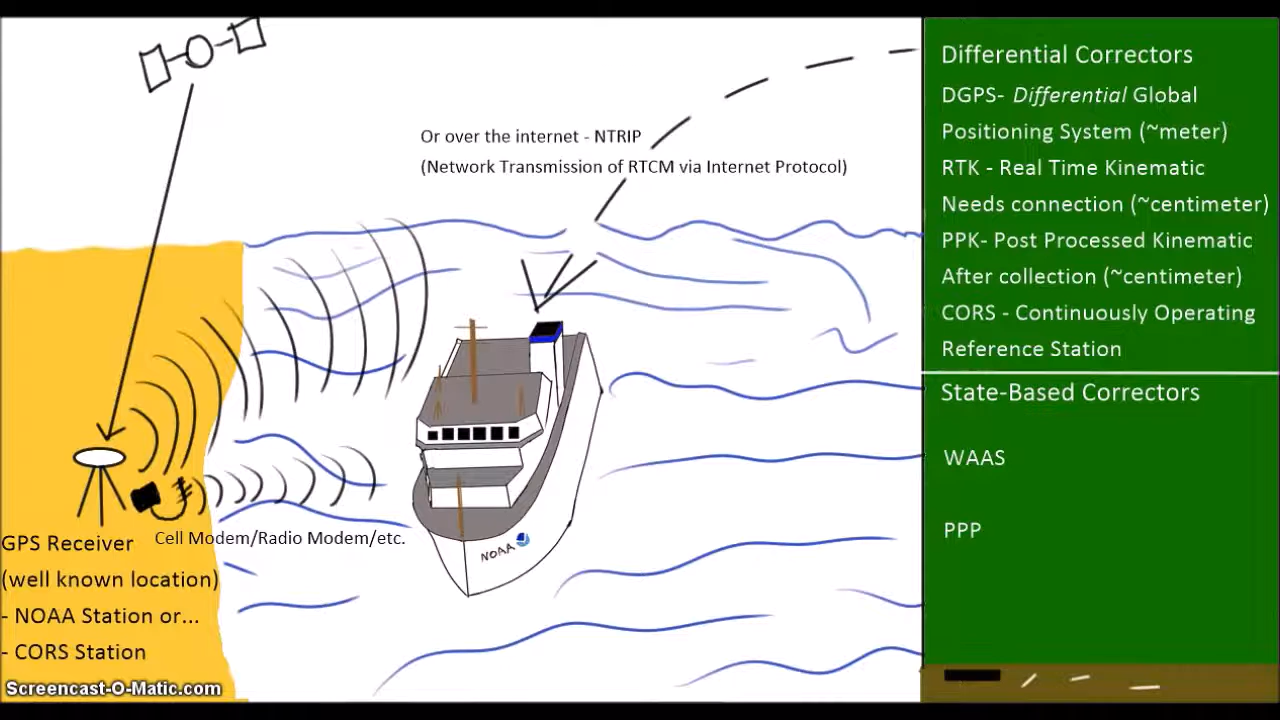 Or over the internet - NTRIP
(Network Transmission of RTCM via Internet Protocol)
NOAA
GPS Receiver
Cell Modem/Radio Modem/etc.
(well known location)
- NOAA Station or...
- CORS Station
Screencast-O-Matic.com
Differential Correctors
DGPS- Differential Global
Positioning System (~meter)
RTK - Real Time Kinematic
Needs connection (~centimeter)
PPK- Post Processed Kinematic
After collection (~centimeter)
CORS - Continuously Operating
Reference Station
State-Based Correctors
WAAS
PPP